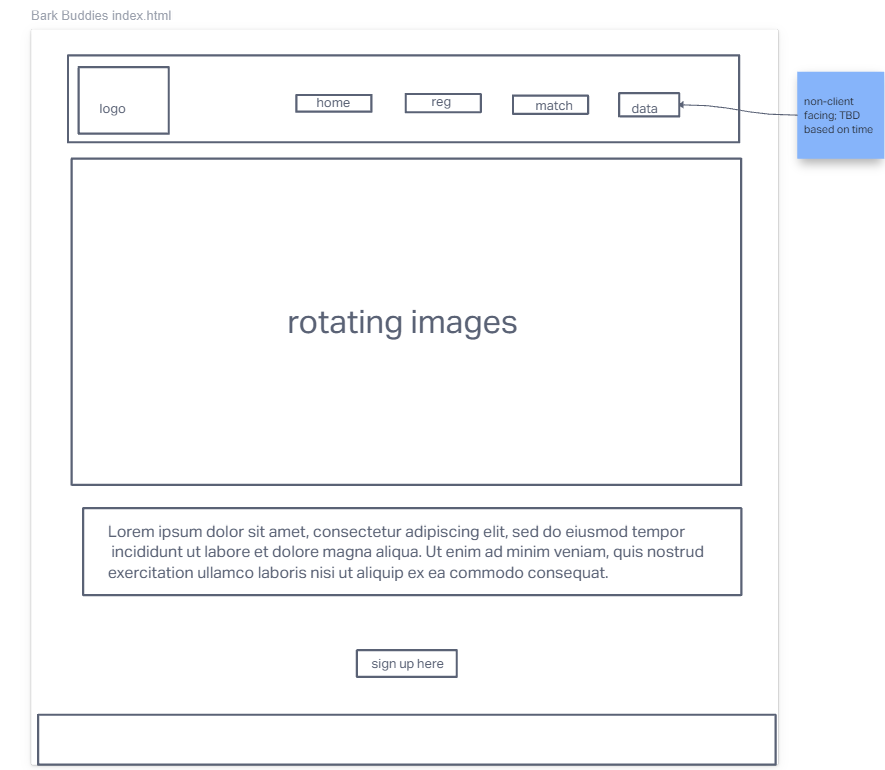 Bark Buddies index.html
logo
home
reg
match
data
non-client
facing; TBD
based on time
rotating images
Lorem ipsum dolor sit amet, consectetur adipiscing elit, sed do eiusmod tempor
incididunt ut labore et dolore magna aliqua. Ut enim ad minim veniam, quis nostrud
exercitation ullamco laboris nisi ut aliquip ex ea commodo consequat.
sign up here